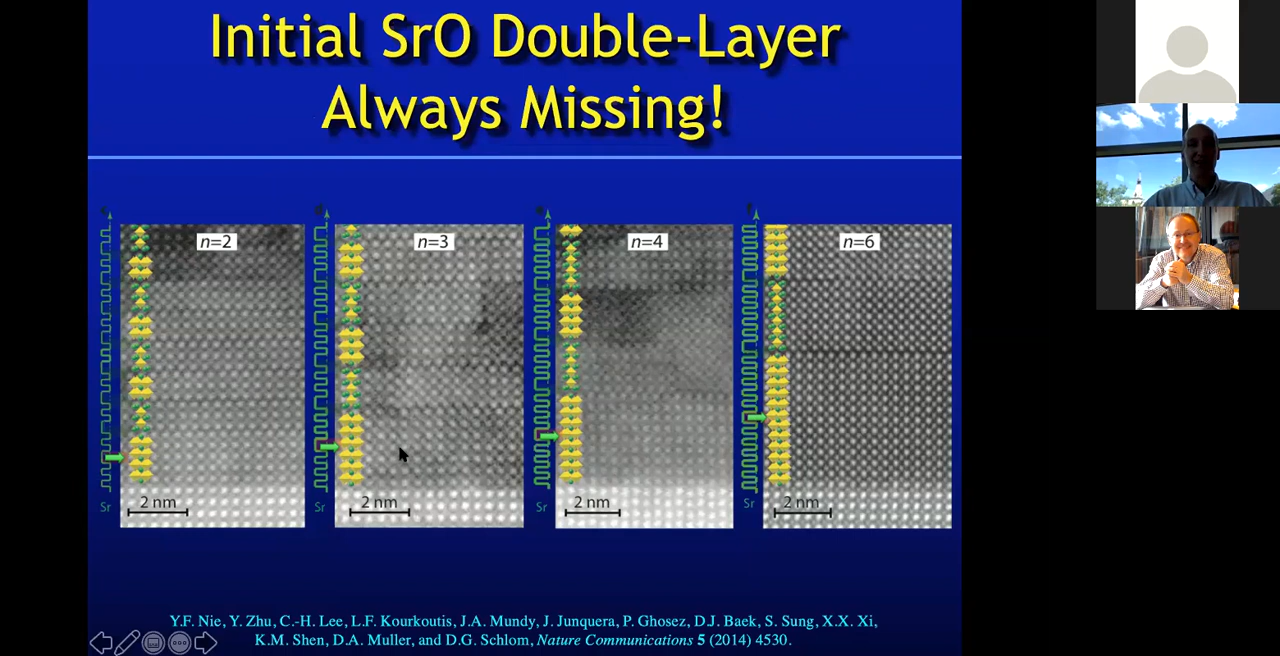 Initial SrO Double-Layer
Always Missing!
c
d
e
f
n=2
n=3
n=4
n=6
Sr
2 nm
Sr
2 nm
Sr
2 nm
Sr
2 nm
Y.F. Nie, Y. Zhu, C.-H. Lee, L.F. Kourkoutis, J.A. Mundy, J. Junquera, P. Ghosez, D.J. Baek, S. Sung, X.X. Xi,
K.M. Shen, D.A. Muller, and D.G. Schlom, Nature Communications 5 (2014) 4530.